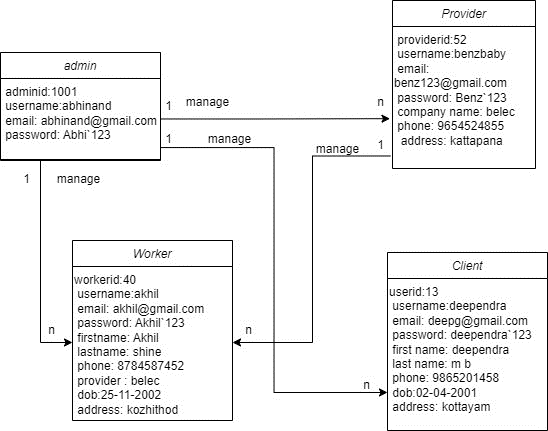 Provider
providerid:52
username:benzbaby
email:
benz123@gmail.com
password: Benz`123
company name: belec
phone: 9654524855
address: kattapana
admin
adminid:1001
username:abhinand
email: abhinand@gmail.com
password: Abhi`123
1 manage n
1 manage
manage 1
1 manage
Worker
workerid:40
username:akhil
email: akhil@gmail.com
password: Akhil`123
firstname: Akhil
lastname: shine
phone: 8784587452
provider : belec
dob:25-11-2002
address: kozhithod
n
n
Client
userid:13
username:deependra
email: deepg@gmail.com
password: deependra`123
first name: deependra
last name: m b
phone: 9865201458
dob:02-04-2001
address: kottayam
n